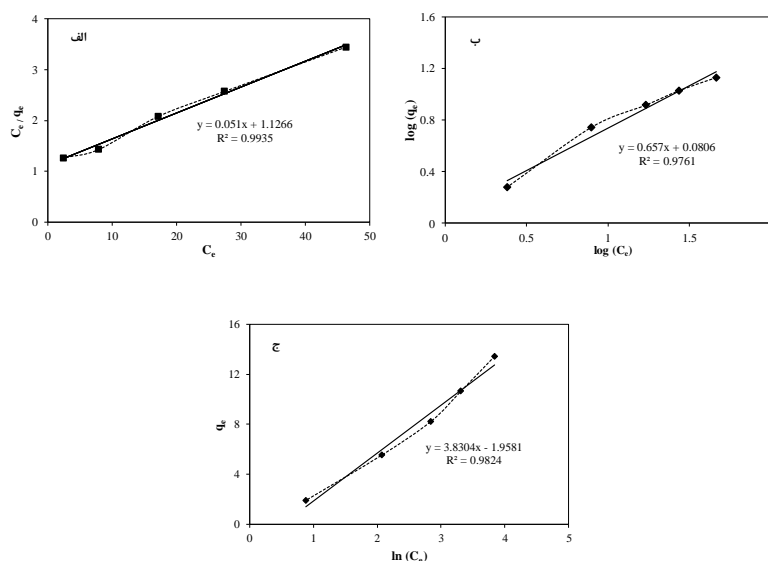 الف
4
3
2
1
0
0
10
20
30
40
50
Ce / qe
Ce
y = 0.051x + 1.1266
R² = 0.9935
ب
1.6
1.2
0.8
0.4
0
0
0.5
1
1.5
log (qe)
log (Ce)
y = 0.657x + 0.0806
R² = 0.9761
ج
16
12
8
4
0
0
1
2
3
4
5
qe
ln (Ce)
y = 3.8304x - 1.9581
R² = 0.9824